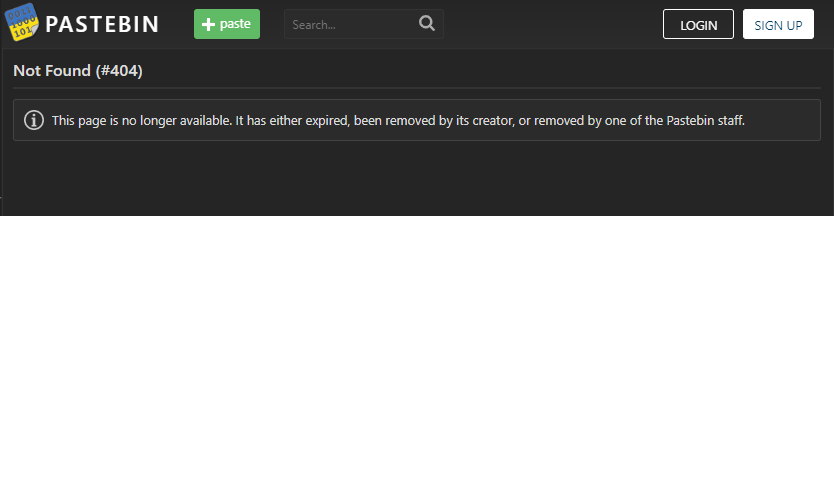 PASTEBIN
+ paste
Search...
LOGIN
SIGN UP
Not Found (#404)
This page is no longer available. It has either expired, been removed by its creator, or removed by one of the Pastebin staff.